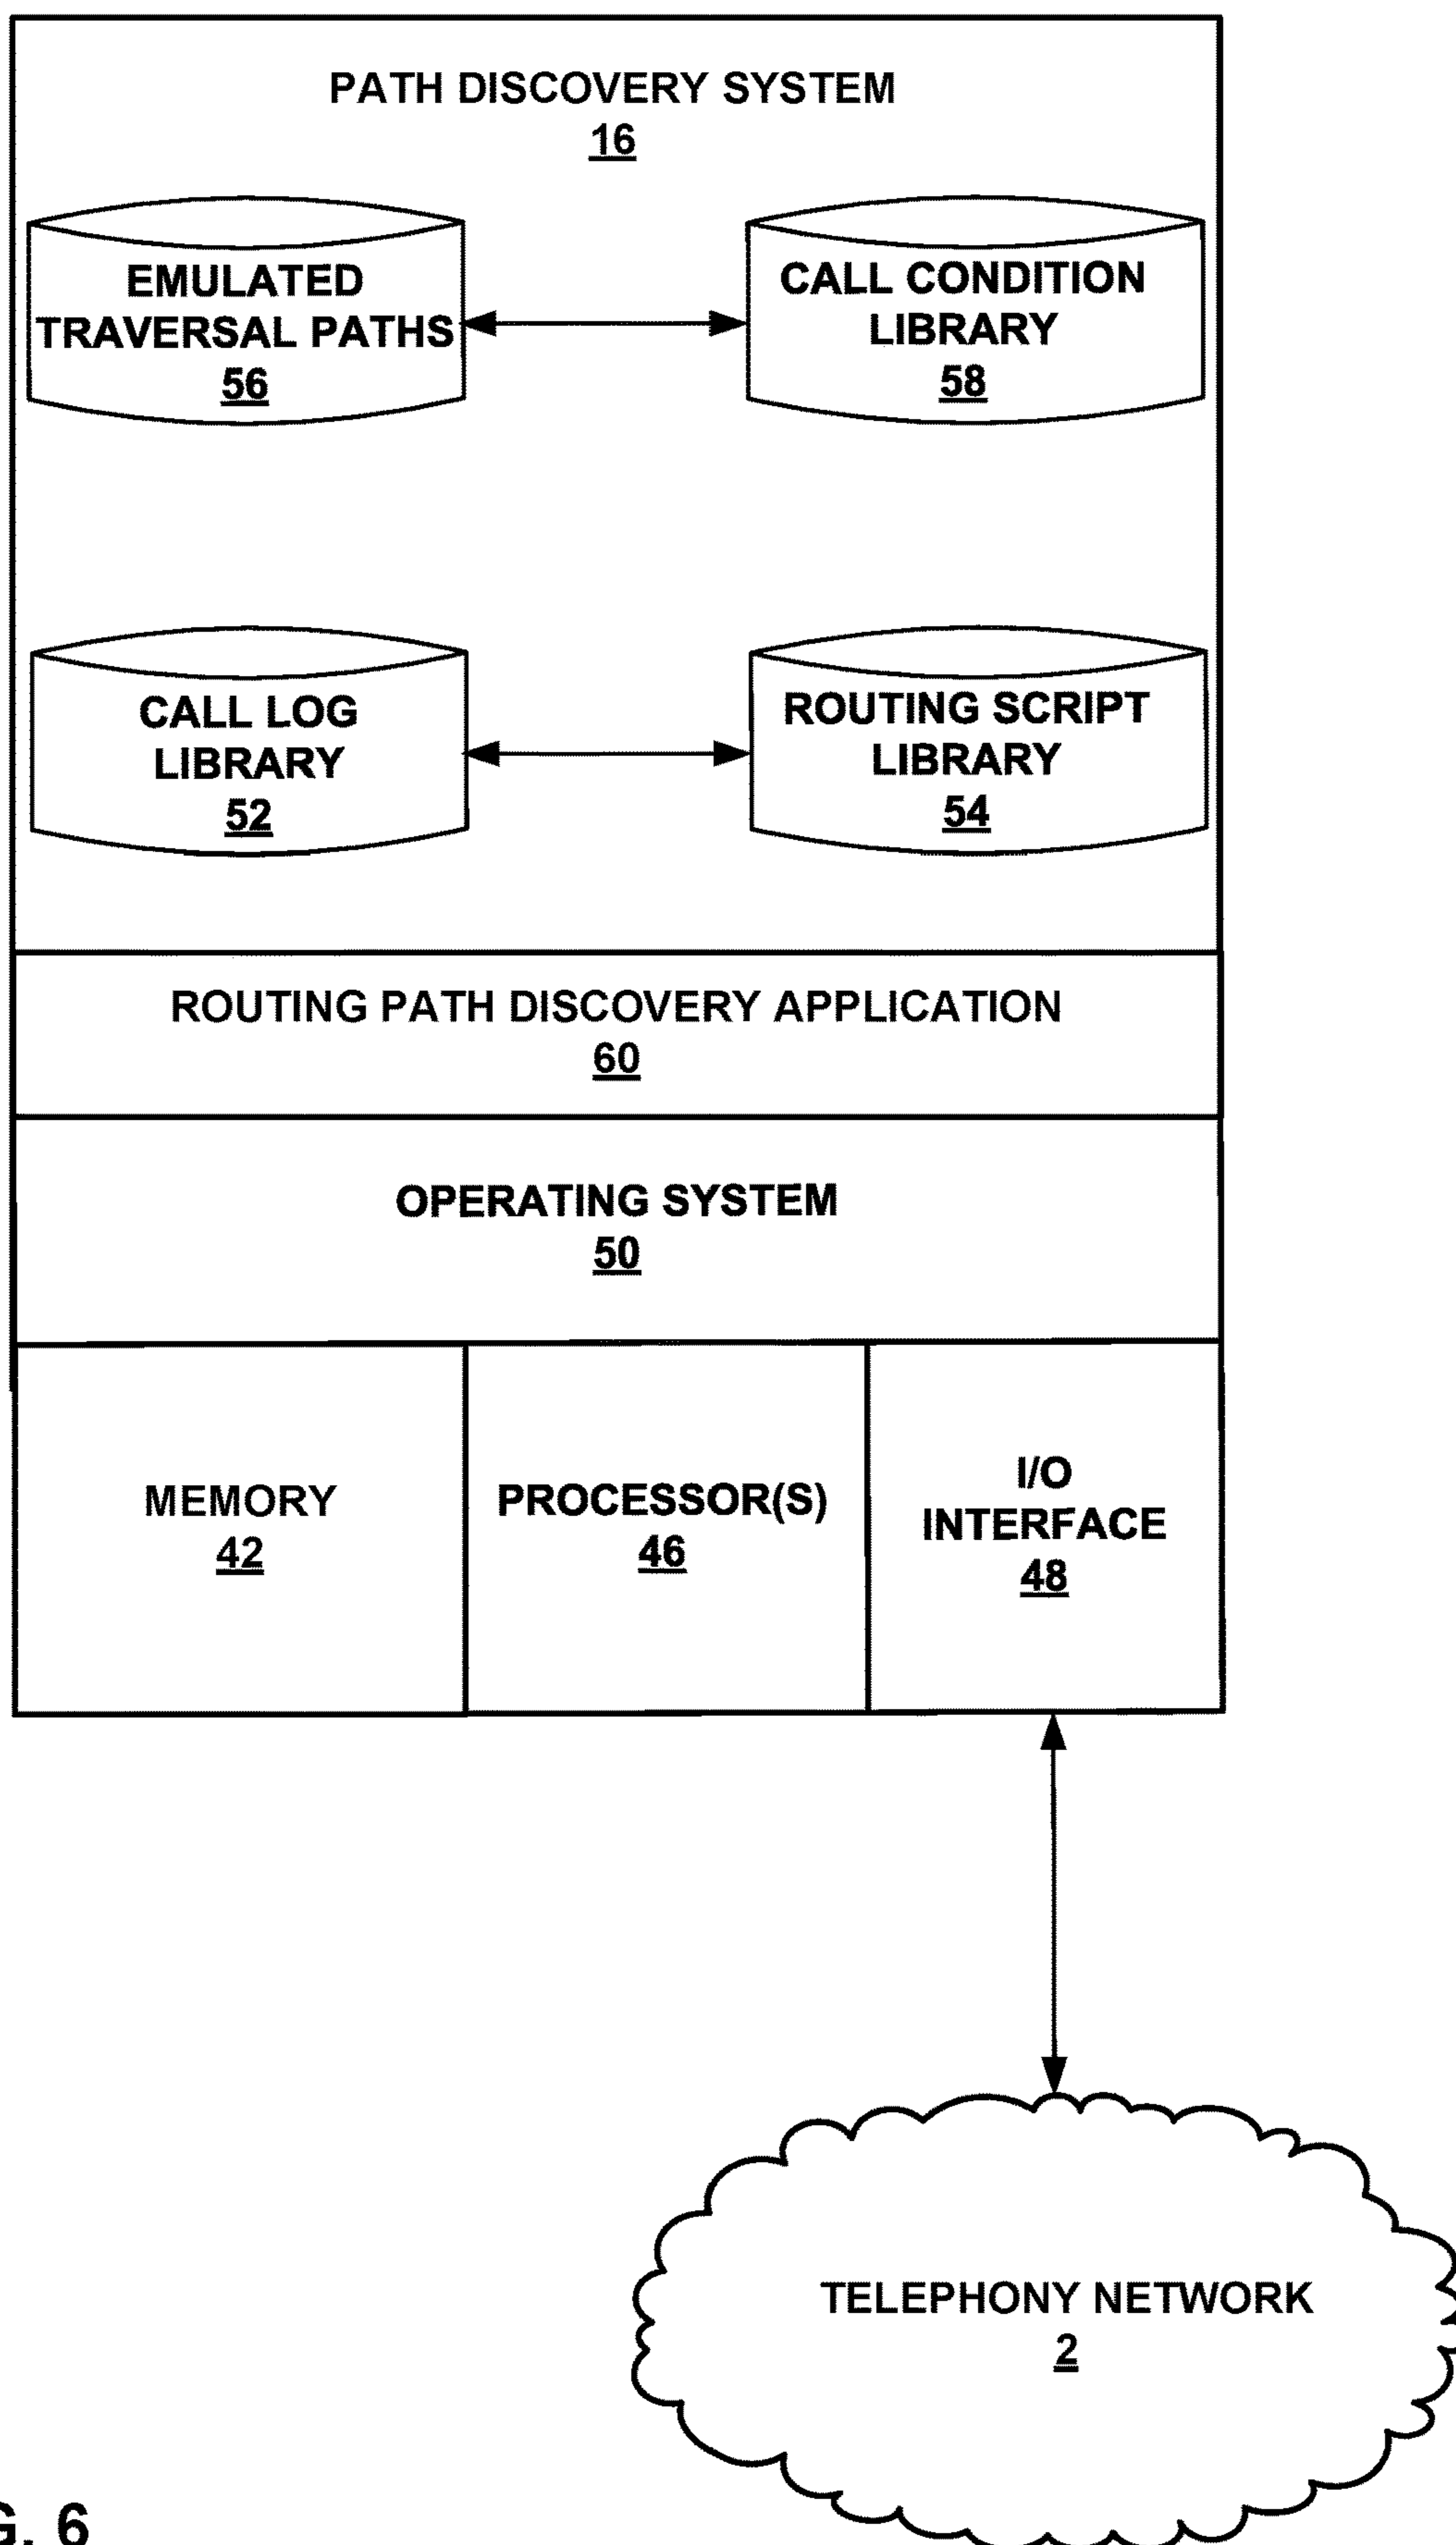 PATH DISCOVERY SYSTEM
16
EMULATED
TRAVERSAL PATHS
56
CALL CONDITION
LIBRARY
58
CALL LOG
LIBRARY
52
ROUTING SCRIPT
LIBRARY
54
ROUTING PATH DISCOVERY APPLICATION
60
OPERATING SYSTEM
50
MEMORY
42
PROCESSOR(S)
46
I/O
INTERFACE
48
TELEPHONY NETWORK
2
G. 6